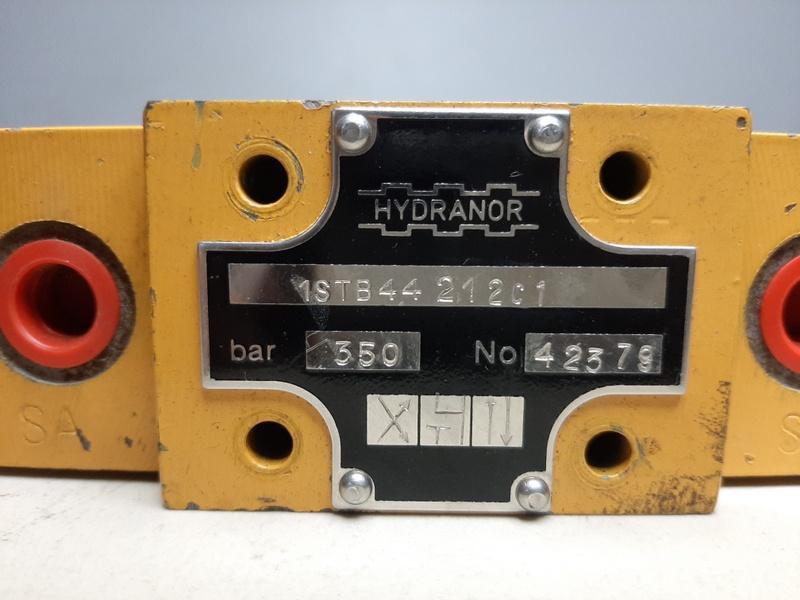 HYDRANOR
1STB44 212C1
bar 350 No 42379
SA
S